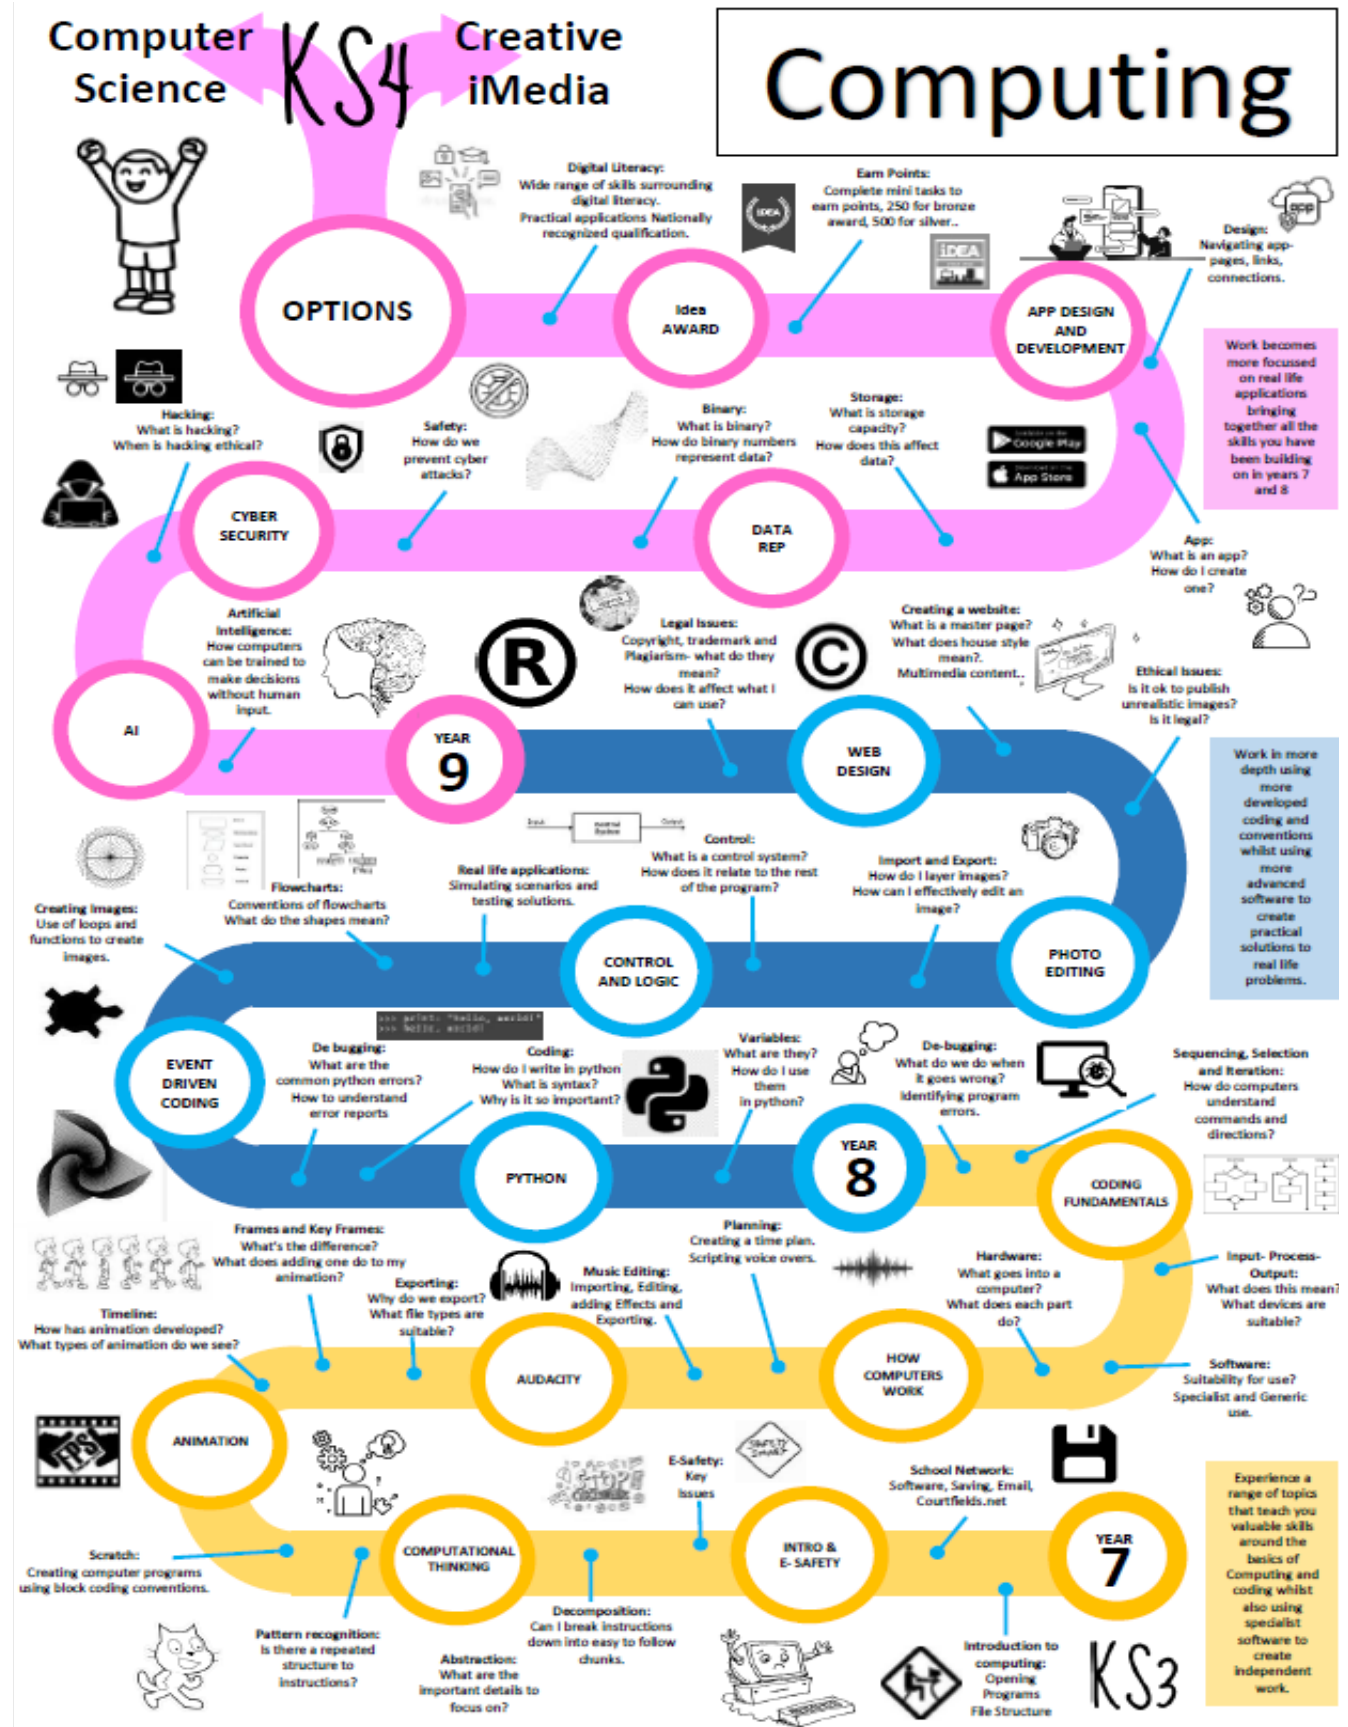 Computer
Science
KS4
Creative
iMedia
Computing
Digital Literacy:
Wide range of skills surrounding
digital literacy.
Practical applications Nationally
recognized qualification.
IDEA
Earn Points:
Complete mini tasks to
earn points, 250 for bronze
award, 500 for silver..
iDEA
app
Design:
Navigating app-
pages, links,
connections.
OPTIONS
Idea
AWARD
APP DESIGN
AND
DEVELOPMENT
Work becomes
more focussed
on real life
applications
bringing
together all the
skills you have
been building
on in years 7
and 8
Hacking:
What is hacking?
When is hacking ethical?
Safety:
How do we
prevent cyber
attacks?
Binary:
What is binary?
How do binary numbers
represent data?
Storage:
What is storage
capacity?
How does this affect
data?
Google Play
App Store
CYBER
SECURITY
DATA
REP
App:
What is an app?
How do I create
one?
Artificial
Intelligence:
How computers
can be trained to
make decisions
without human
input.
R
Legal Issues:
Copyright, trademark and
Plagiarism- what do they
mean?
How does it affect what I
can use?
C
Creating a website:
What is a master page?
What does house style
mean?.
Multimedia content..
Ethical Issues:
Is it ok to publish
unrealistic images?
Is it legal?
AI
YEAR
9
WEB
DESIGN
Work in more
depth using
more
developed
coding and
conventions
whilst using
more
advanced
software to
create
practical
solutions to
real life
problems.
Creating Images:
Use of loops and
functions to create
images.
Flowcharts:
Conventions of flowcharts
What do the shapes mean?
Real life applications:
Simulating scenarios and
testing solutions.
Input
Control
System
Output
Control:
What is a control system?
How does it relate to the rest
of the program?
Import and Export:
How do I layer images?
How can I effectively edit an
image?
CONTROL
AND LOGIC
PHOTO
EDITING
>>> print: "hello, world!"
>>> hello, world!
EVENT
DRIVEN
CODING
De bugging:
What are the
common python errors?
How to understand
error reports
Coding:
How do I write in python
What is syntax?
Why is it so important?
Variables:
What are they?
How do I use
them
in python?
De-bugging:
What do we do when
it goes wrong?
Identifying program
errors.
Sequencing, Selection
and Iteration:
How do computers
understand
commands and
directions?
PYTHON
YEAR
8
CODING
FUNDAMENTALS
Frames and Key Frames:
What's the difference?
What does adding one do to my
animation?
Timeline:
How has animation developed?
What types of animation do we see?
Exporting:
Why do we export?
What file types are
suitable?
Music Editing:
Importing, Editing,
adding Effects and
Exporting.
Planning:
Creating a time plan.
Scripting voice overs.
Hardware:
What goes into a
computer?
What does each part
do?
Input- Process-
Output:
What does this mean?
What devices are
suitable?
Software:
Suitability for use?
Specialist and Generic
use.
ANIMATION
AUDACITY
HOW
COMPUTERS
WORK
FPS!
E-Safety:
Key
Issues
School Network:
Software, Saving, Email,
Courtfields.net
COMPUTATIONAL
THINKING
INTRO &
E- SAFETY
YEAR
7
Experience a
range of topics
that teach you
valuable skills
around the
basics of
Computing and
coding whilst
also using
specialist
software to
create
independent
work.
Scratch:
Creating computer programs
using block coding conventions.
Pattern recognition:
Is there a repeated
structure to
instructions?
Abstraction:
What are the
important details to
focus on?
Decomposition:
Can I break instructions
down into easy to follow
chunks.
Introduction to
computing:
Opening
Programs
File Structure
KS3